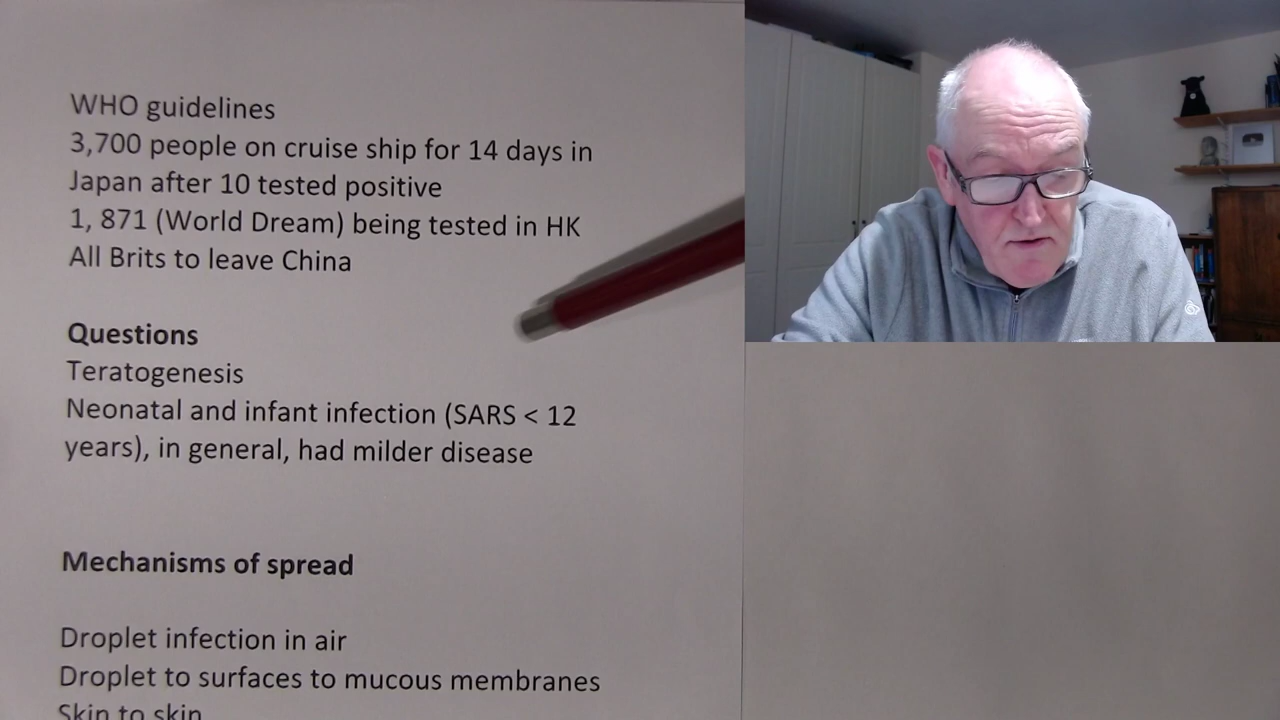 WHO guidelines
3,700 people on cruise ship for 14 days in
Japan after 10 tested positive
1, 871 (World Dream) being tested in HK
All Brits to leave China
Questions
Teratogenesis
Neonatal and infant infection (SARS < 12
years), in general, had milder disease
Mechanisms of spread
Droplet infection in air
Droplet to surfaces to mucous membranes
Skin to skin